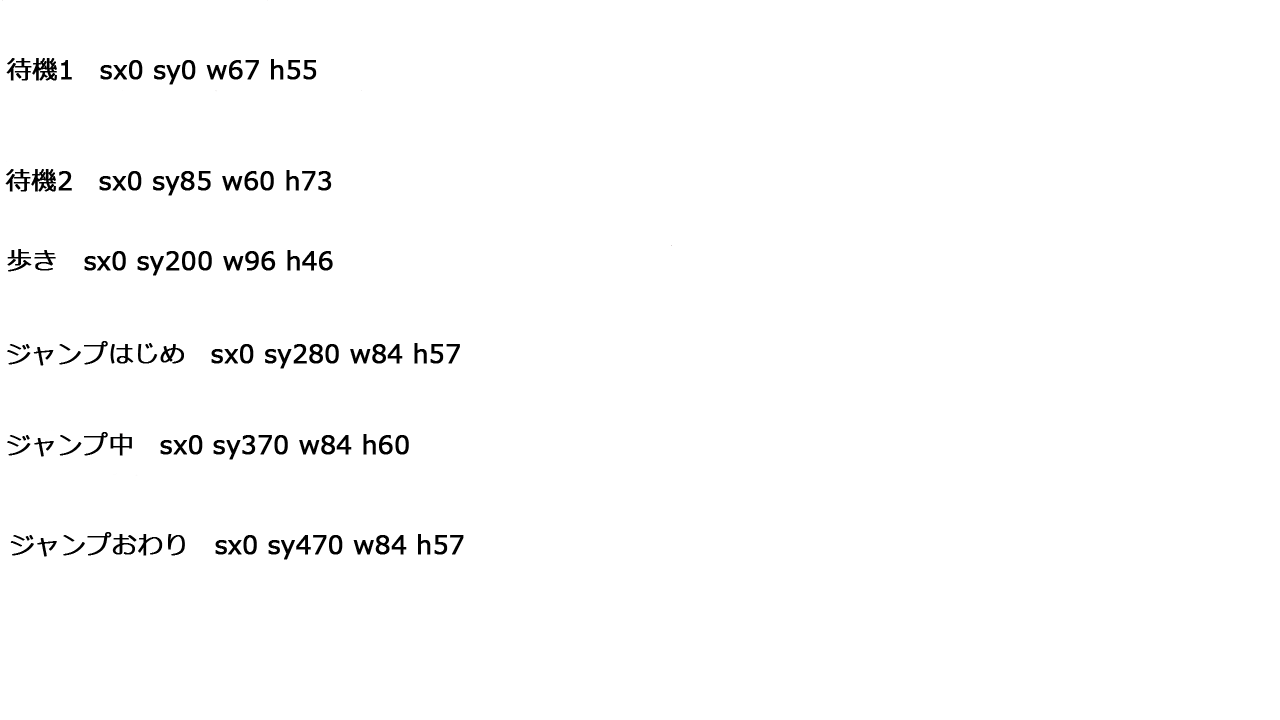 待機1　sx0 sy0 w67 h55
待機2　sx0 sy85 w60 h73
歩き　sx0 sy200 w96 h46
ジャンプはじめ　sx0 sy280 w84 h57
ジャンプ中　sx0 sy370 w84 h60
ジャンプおわり　sx0 sy470 w84 h57